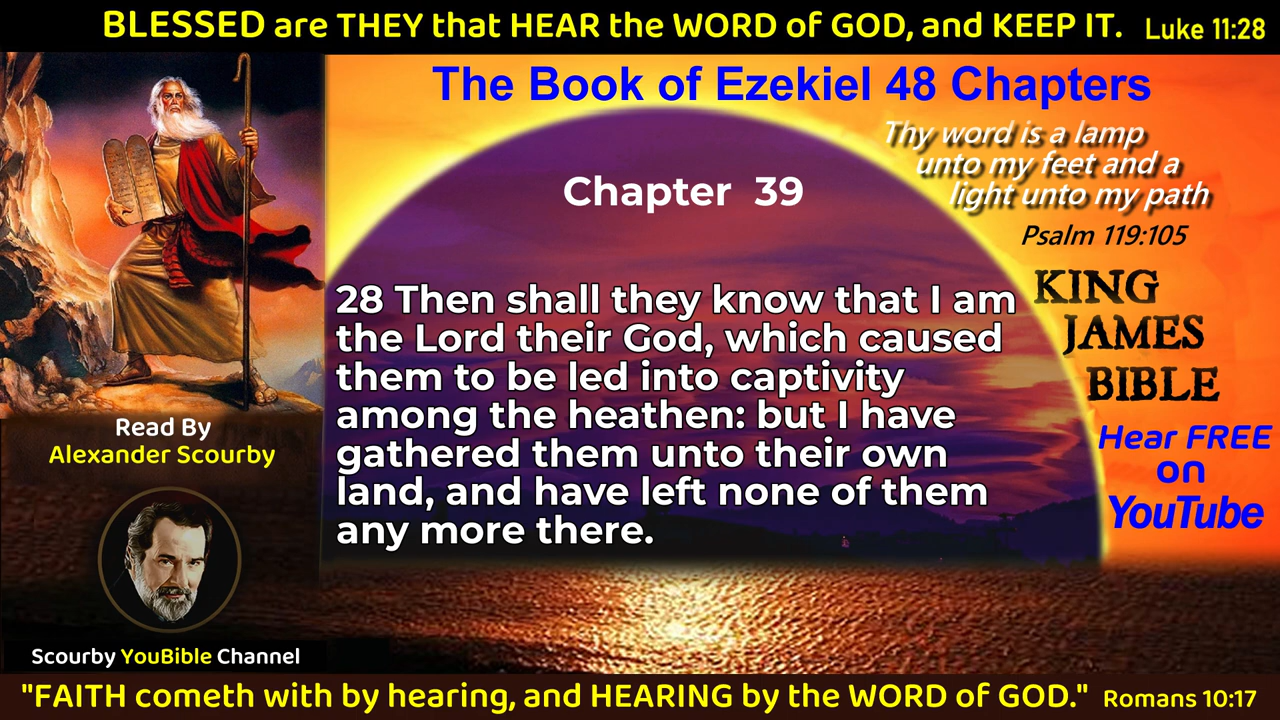 BLESSED are THEY that HEAR the WORD of GOD, and KEEP IT. Luke 11:28
The Book of Ezekiel 48 Chapters
Thy word is a lamp
unto my feet and a
light unto my path
Psalm 119:105
Chapter 39
28 Then shall they know that I am
the Lord their God, which caused
them to be led into captivity
among the heathen: but I have
gathered them unto their own
land, and have left none of them
any more there.
KING
JAMES
BIBLE
Hear FREE
on
YouTube
Read By
Alexander Scourby
Scourby YouBible Channel
"FAITH cometh with by hearing, and HEARING by the WORD of GOD." Romans 10:17